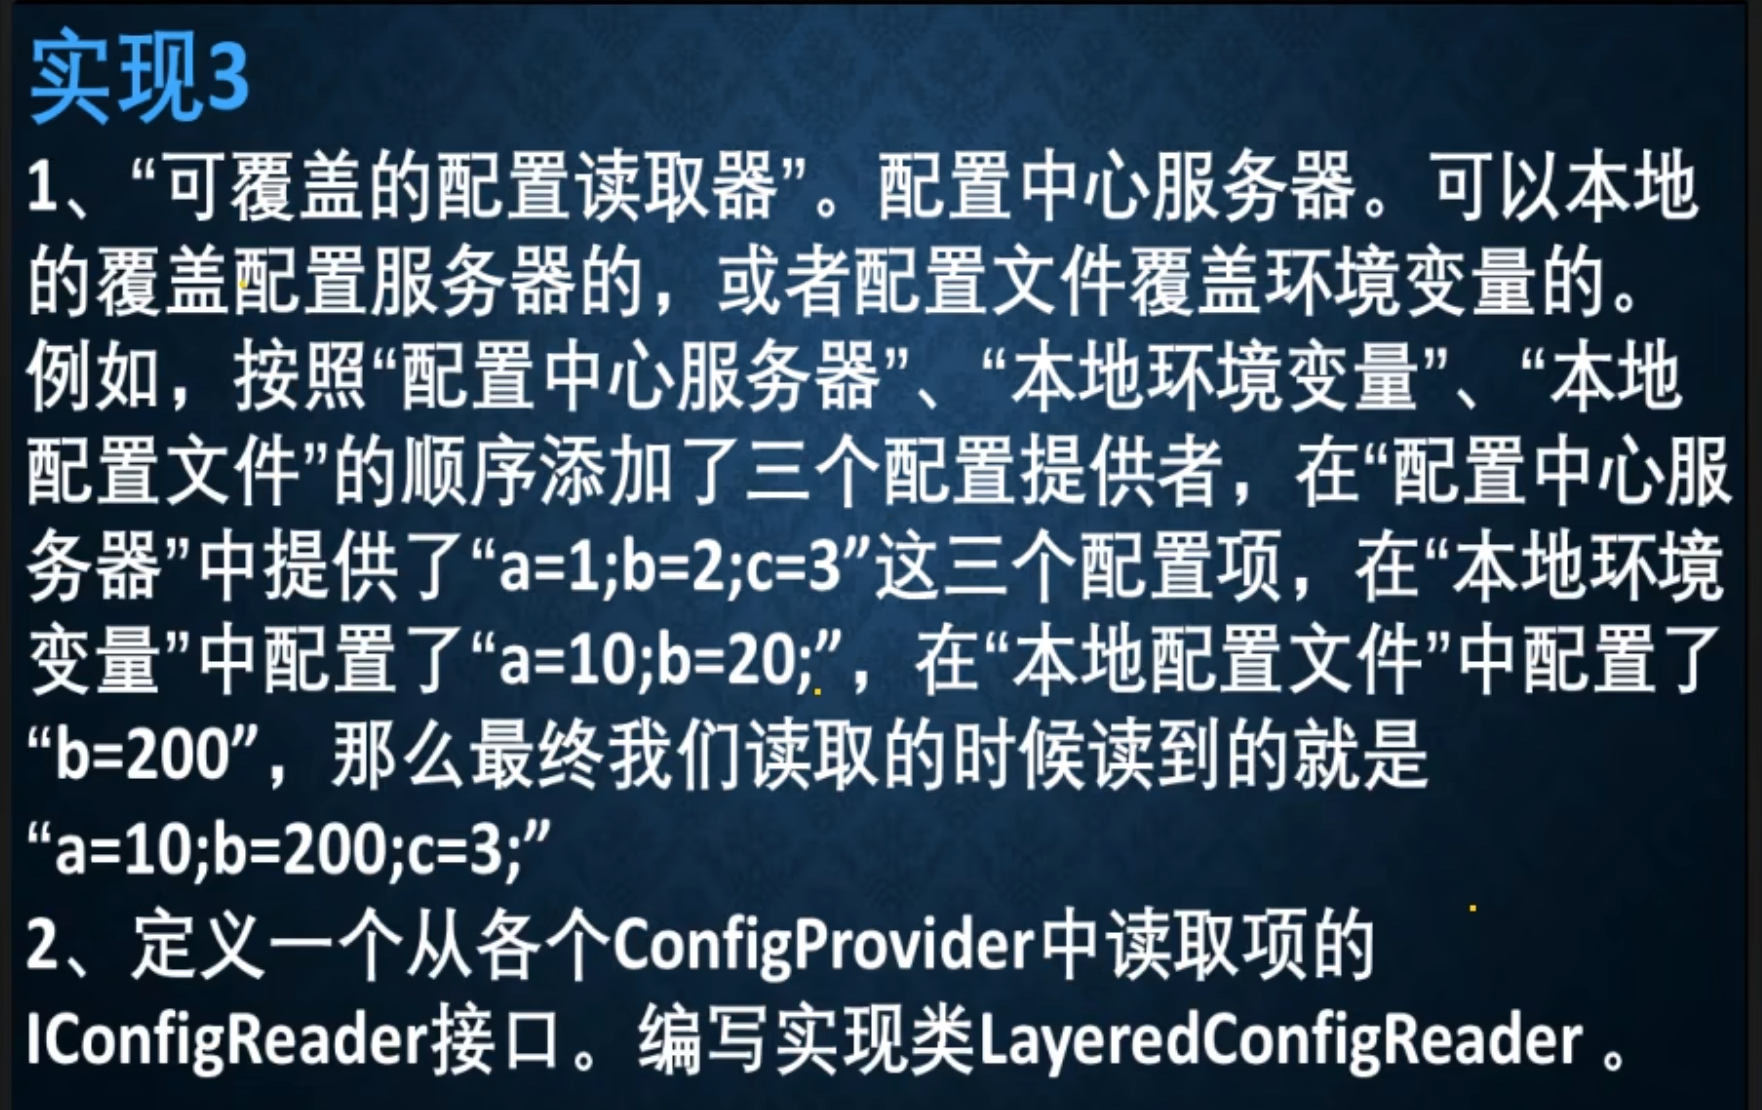 实现3
1、“可覆盖的配置读取器”。配置中心服务器。可以本地
的覆盖配置服务器的，或者配置文件覆盖环境变量的。
例如，按照“配置中心服务器”、“本地环境变量”、“本地
配置文件”的顺序添加了三个配置提供者，在“配置中心服
务器”中提供了“a=1;b=2;c=3”这三个配置项，在“本地环境
变量”中配置了“a=10;b=20;”，在“本地配置文件”中配置了
“b=200”，那么最终我们读取的时候读到的就是
“a=10;b=200;c=3;”
2、定义一个从各个ConfigProvider中读取项的
IConfigReader接口。编写实现类LayeredConfigReader 。